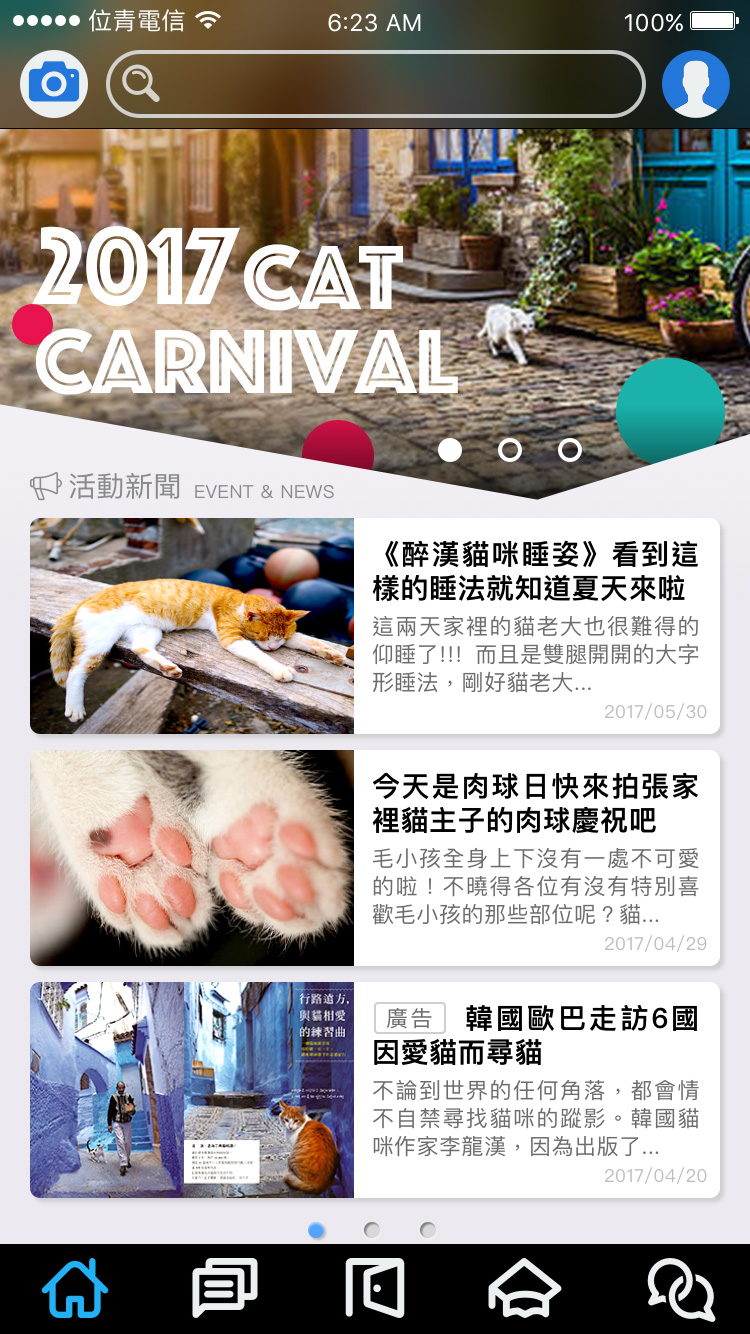 位青電信
6:23 AM
100%
2017 CAT
CARNIVAL
活動新聞 EVENT & NEWS
《醉漢貓咪睡姿》看到這
樣的睡法就知道夏天來啦
這兩天家裡的貓老大也很難得的
仰睡了!!! 而且是雙腿開開的大字
形睡法，剛好貓老大...
2017/05/30
今天是肉球日快來拍張家
裡貓主子的肉球慶祝吧
毛小孩全身上下沒有一處不可愛
的啦！不曉得各位有沒有特別喜
歡毛小孩的那些部位呢？貓...
2017/04/29
行路遠方,
與貓相愛
的練習曲
廣告 韓國歐巴走訪6國
因愛貓而尋貓
不論到世界的任何角落，都會情
不自禁尋找貓咪的蹤影。韓國貓
咪作家李龍漢，因為出版了...
2017/04/20